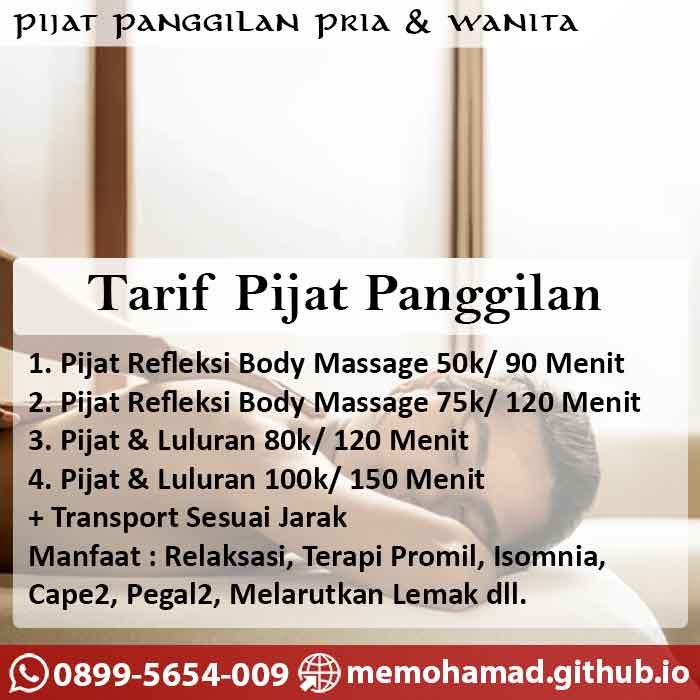 Pijat Panggilan Pria & Wanita
Tarif Pijat Panggilan
1. Pijat Refleksi Body Massage 50k/ 90 Menit
2. Pijat Refleksi Body Massage 75k/ 120 Menit
3. Pijat & Luluran 80k/ 120 Menit
4. Pijat & Luluran 100k/ 150 Menit
+ Transport Sesuai Jarak
Manfaat : Relaksasi, Terapi Promil, Isomnia,
Cape2, Pegal2, Melarutkan Lemak dll.
0899-5654-009 memohamad.github.io